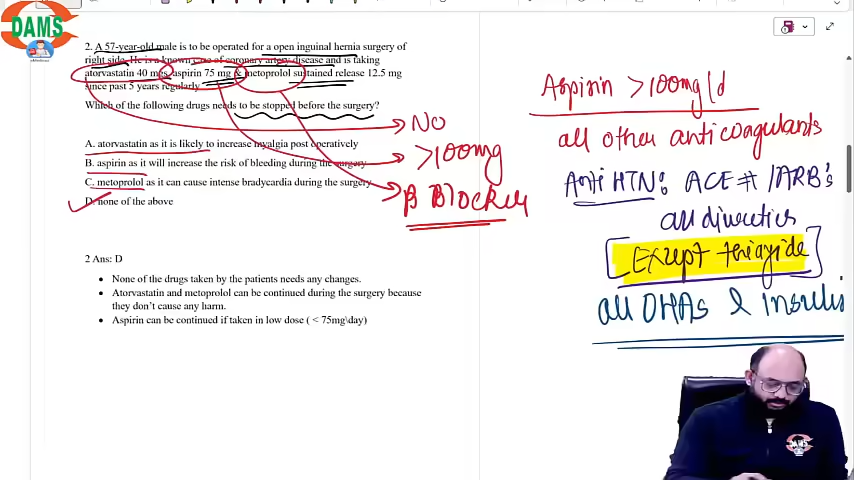 DAMS
2. A 57-year-old male is to be operated for a open inguinal hernia surgery of
right side. He is a known case of coronary artery disease and is taking
atorvastatin 40 mgs, aspirin 75 mg & metoprolol sustained release 12.5 mg
since past 5 years regularly
Which of the following drugs needs to be stopped before the surgery?
A. atorvastatin as it is likely to increase myalgia post operatively
B. aspirin as it will increase the risk of bleeding during the surgery
C. metoprolol as it can cause intense bradycardia during the surgery
D. none of the above
NO
>100mg
β Blocker
2 Ans: D
None of the drugs taken by the patients needs any changes.
Atorvastatin and metoprolol can be continued during the surgery because
they don't cause any harm.
Aspirin can be continued if taken in low dose ( < 75mg\day)
Aspirin >100mg/d
all other anticoagulants
Anti HTN: ACE # /ARB's
all diuretics
[Except thiazide]
all OHAs & Insulin